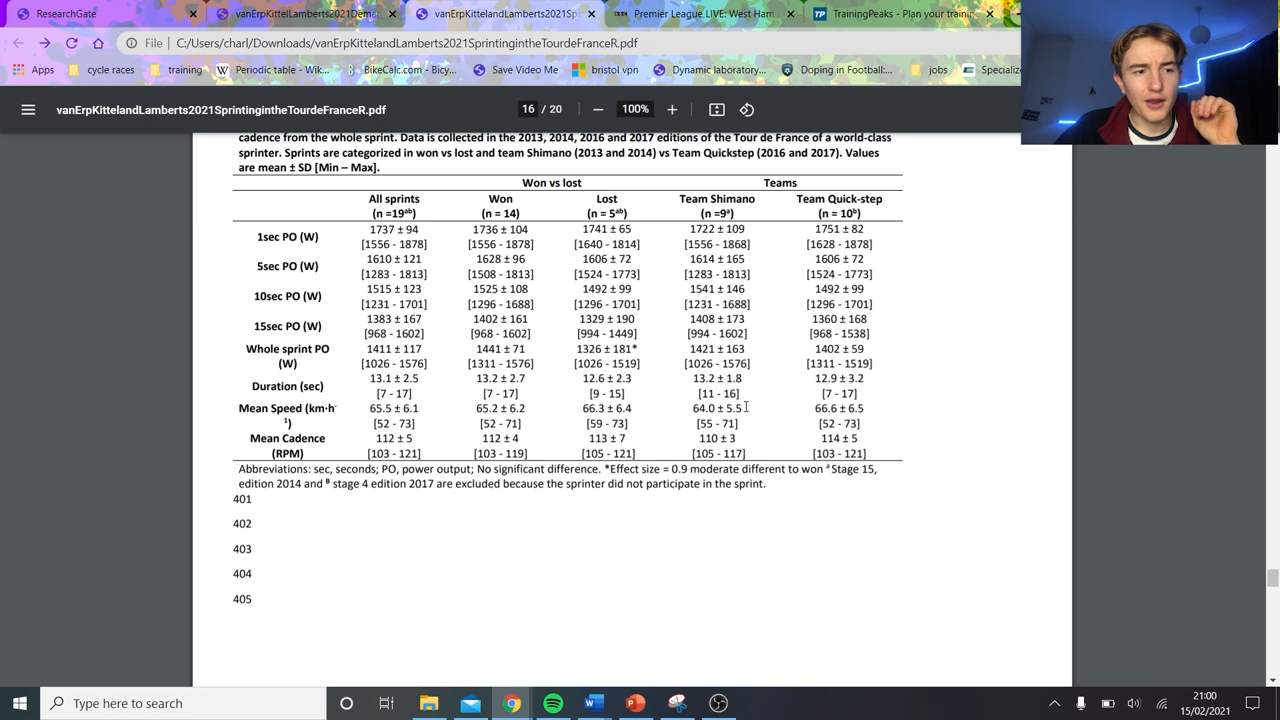 ResearchGate
vanErpKittelLamberts2021Dema
vanErpKittelandLamberts2021Spr
Premier League LIVE: West Ham
TrainingPeaks - Plan your trainin
File
C:/Users/charl/Downloads/vanErpKittelandLamberts2021SprintingintheTourdeFranceR.pdf
Apps
cycle races
training
Periodic table - Wik...
BikeCalc.com - Bicy...
Save Video Me
bristol vpn
Dynamic laboratory...
Doping in Football:...
jobs
Specializ
vanErpKittelandLamberts2021SprintingintheTourdeFranceR.pdf
16 / 20
100%
cadence from the whole sprint. Data is collected in the 2013, 2014, 2016 and 2017 editions of the Tour de France of a world-class
sprinter. Sprints are categorized in won vs lost and team Shimano (2013 and 2014) vs Team Quickstep (2016 and 2017). Values
are mean ± SD [Min – Max].
Won vs lost Teams
All sprints Won Lost Team Shimano Team Quick-step
(n =19ab) (n = 14) (n = 5ab) (n =9a) (n = 10b)
1sec PO (W) 1737 ± 94 1736 ± 104 1741 ± 65 1722 ± 109 1751 ± 82
[1556 - 1878] [1556 - 1878] [1640 - 1814] [1556 - 1868] [1628 - 1878]
5sec PO (W) 1610 ± 121 1628 ± 96 1606 ± 72 1614 ± 165 1606 ± 72
[1283 - 1813] [1508 - 1813] [1524 - 1773] [1283 - 1813] [1524 - 1773]
10sec PO (W) 1515 ± 123 1525 ± 108 1492 ± 99 1541 ± 146 1492 ± 99
[1231 - 1701] [1296 - 1688] [1296 - 1701] [1231 - 1688] [1296 - 1701]
15sec PO (W) 1383 ± 167 1402 ± 161 1329 ± 190 1408 ± 173 1360 ± 168
[968 - 1602] [968 - 1602] [994 - 1449] [994 - 1602] [968 - 1538]
Whole sprint PO 1411 ± 117 1441 ± 71 1326 ± 181* 1421 ± 163 1402 ± 59
(W) [1026 - 1576] [1311 - 1576] [1026 - 1519] [1026 - 1576] [1311 - 1519]
Duration (sec) 13.1 ± 2.5 13.2 ± 2.7 12.6 ± 2.3 13.2 ± 1.8 12.9 ± 3.2
[7 - 17] [7 - 17] [9 - 15] [11 - 16] [7 - 17]
Mean Speed (km·h- 65.5 ± 6.1 65.2 ± 6.2 66.3 ± 6.4 64.0 ± 5.5 66.6 ± 6.5
1) [52 - 73] [52 - 71] [59 - 73] [55 - 71] [52 - 73]
Mean Cadence 112 ± 5 112 ± 4 113 ± 7 110 ± 3 114 ± 5
(RPM) [103 - 121] [103 - 119] [105 - 121] [105 - 117] [103 - 121]
Abbreviations: sec, seconds; PO, power output; No significant difference. *Effect size = 0.9 moderate different to won a Stage 15,
edition 2014 and B stage 4 edition 2017 are excluded because the sprinter did not participate in the sprint.
401
402
403
404
405
Type here to search
21:00
15/02/2021